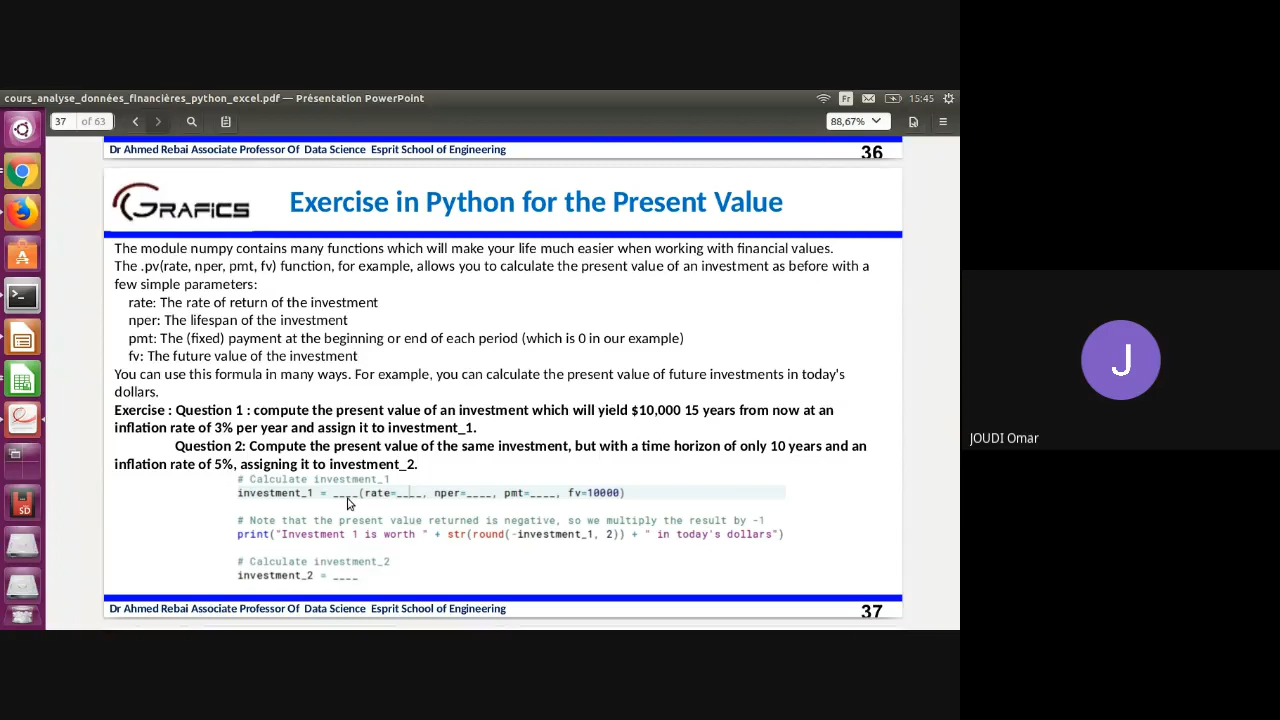 cours_analyse_données_financières_python_excel.pdf — Présentation PowerPoint
Fr
15:45
37 of 63
88,67%
Dr Ahmed Rebai Associate Professor Of Data Science Esprit School of Engineering
36
GRAFICS
Exercise in Python for the Present Value
The module numpy contains many functions which will make your life much easier when working with financial values.
The .pv(rate, nper, pmt, fv) function, for example, allows you to calculate the present value of an investment as before with a
few simple parameters:
rate: The rate of return of the investment
nper: The lifespan of the investment
pmt: The (fixed) payment at the beginning or end of each period (which is 0 in our example)
fv: The future value of the investment
You can use this formula in many ways. For example, you can calculate the present value of future investments in today's
dollars.
Exercise : Question 1 : compute the present value of an investment which will yield $10,000 15 years from now at an
inflation rate of 3% per year and assign it to investment_1.
Question 2: Compute the present value of the same investment, but with a time horizon of only 10 years and an
inflation rate of 5%, assigning it to investment_2.
# Calculate investment_1
investment_1 = ____(rate=____, nper=____, pmt=____, fv=10000)
# Note that the present value returned is negative, so we multiply the result by -1
print("Investment 1 is worth " + str(round(-investment_1, 2)) + " in today's dollars")
# Calculate investment_2
investment_2 = ____
Dr Ahmed Rebai Associate Professor Of Data Science Esprit School of Engineering
37
SD
J
JOUDI Omar